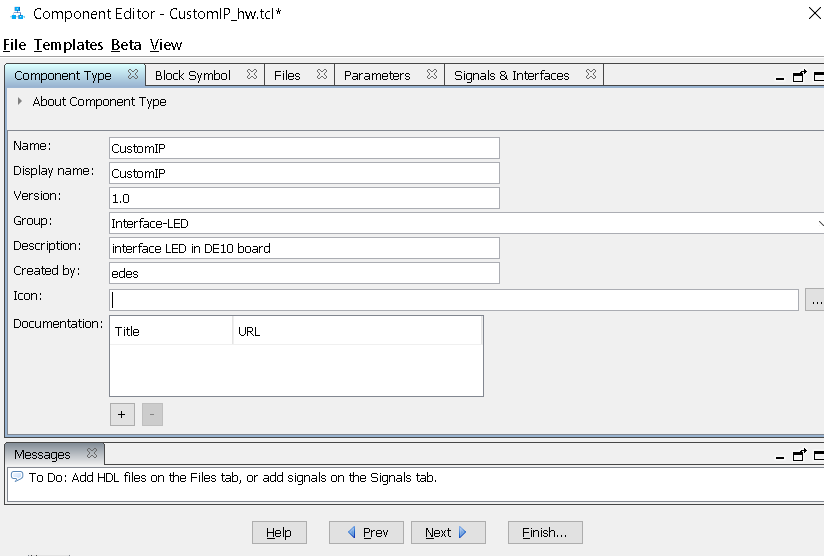 Component Editor - CustomIP_hw.tcl*
File Templates Beta View
Component Type Block Symbol Files Parameters Signals & Interfaces
About Component Type
Name: CustomIP
Display name: CustomIP
Version: 1.0
Group: Interface-LED
Description: interface LED in DE10 board
Created by: edes
Icon: ...
Documentation: Title URL
+ -
Messages
To Do: Add HDL files on the Files tab, or add signals on the Signals tab.
Help Prev Next Finish...